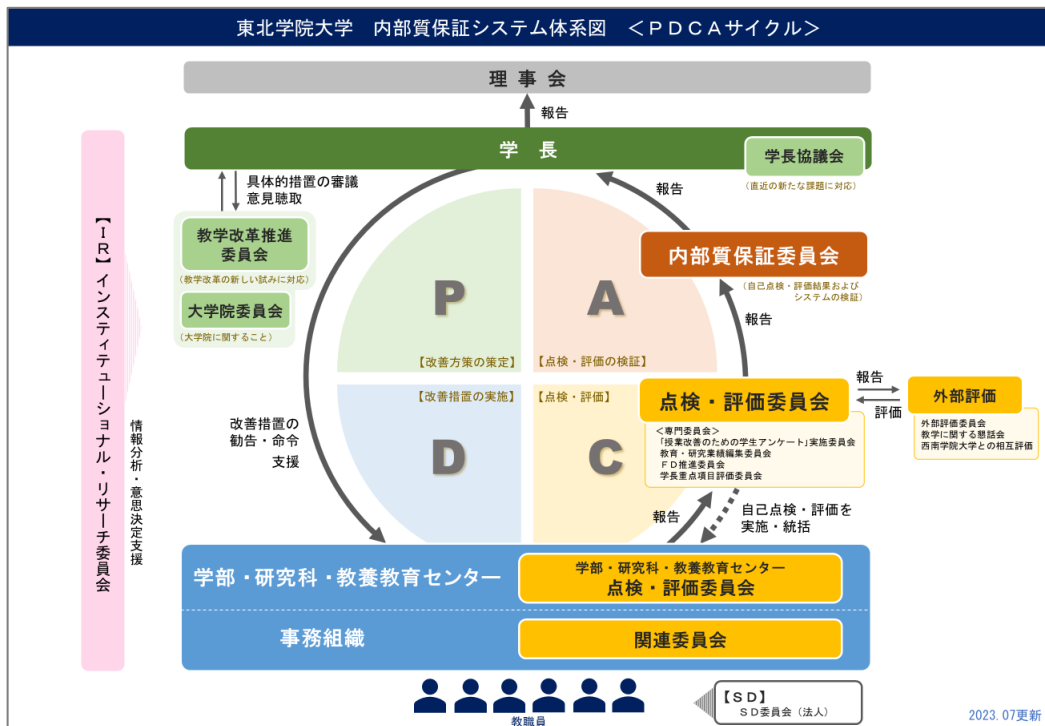 東北学院大学　内部質保証システム体系図　＜ＰＤＣＡサイクル＞
理事会
報告
学　長
学長協議会
（直近の新たな課題に対応）
具体的措置の審議
意見聴取
報告
教学改革推進
委員会
（教学改革の新しい試みに対応）
大学院委員会
（大学院に関すること）
内部質保証委員会
（自己点検・評価結果および
システムの検証）
報告
【ＩＲ】インスティテューショナル・リサーチ委員会
情報分析・意思決定支援
P
A
【改善方策の策定】
【点検・評価の検証】
【改善措置の実施】
【点検・評価】
D
C
改善措置の
勧告・命令
支援
点検・評価委員会
＜専門委員会＞
「授業改善のための学生アンケート」実施委員会
教育・研究業績編集委員会
ＦＤ推進委員会
学長重点項目評価委員会
報告
評価
外部評価
外部評価委員会
教学に関する懇話会
西南学院大学との相互評価
報告
自己点検・評価を
実施・統括
学部・研究科・教養教育センター
学部・研究科・教養教育センター
点検・評価委員会
事務組織
関連委員会
教職員
【ＳＤ】
ＳＤ委員会（法人）
2023.07更新